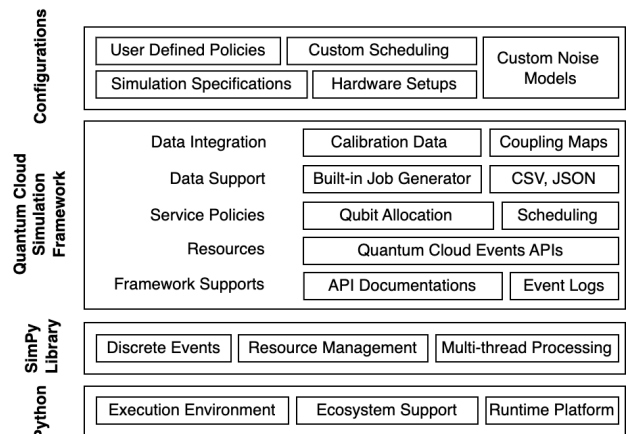 Configurations
User Defined Policies
Custom Scheduling
Custom Noise
Models
Simulation Specifications
Hardware Setups
Quantum Cloud
Simulation
Framework
Data Integration
Calibration Data
Coupling Maps
Data Support
Built-in Job Generator
CSV, JSON
Service Policies
Qubit Allocation
Scheduling
Resources
Quantum Cloud Events APIs
Framework Supports
API Documentations
Event Logs
SimPy
Library
Discrete Events
Resource Management
Multi-thread Processing
Python
Execution Environment
Ecosystem Support
Runtime Platform